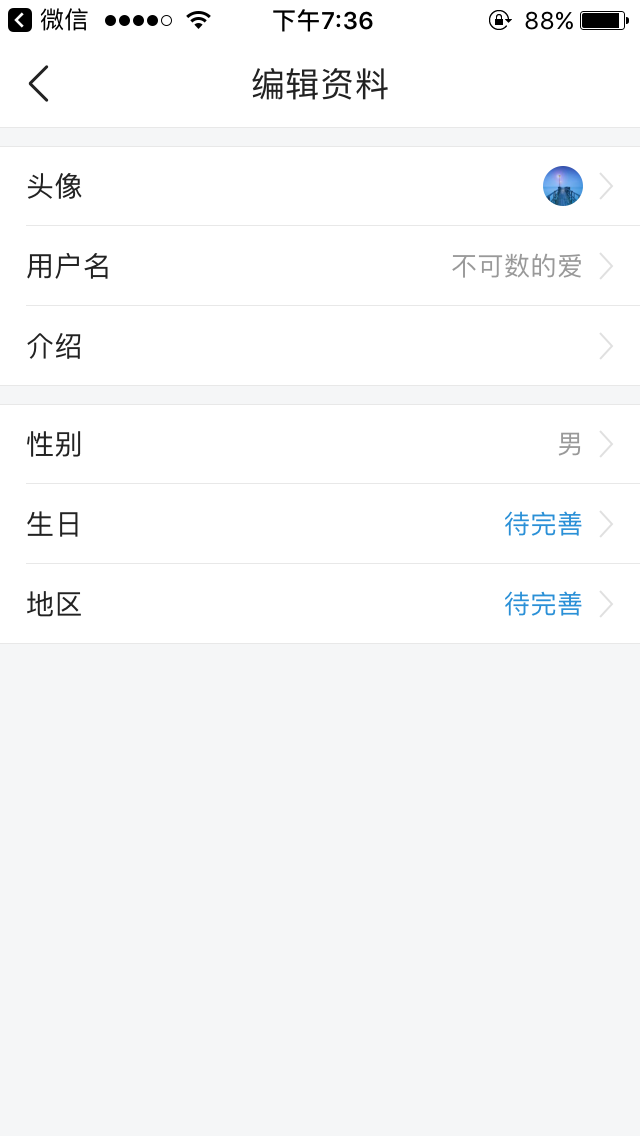 微信 下午7:36 88%
编辑资料
头像
用户名 不可数的爱
介绍
性别 男
生日 待完善
地区 待完善